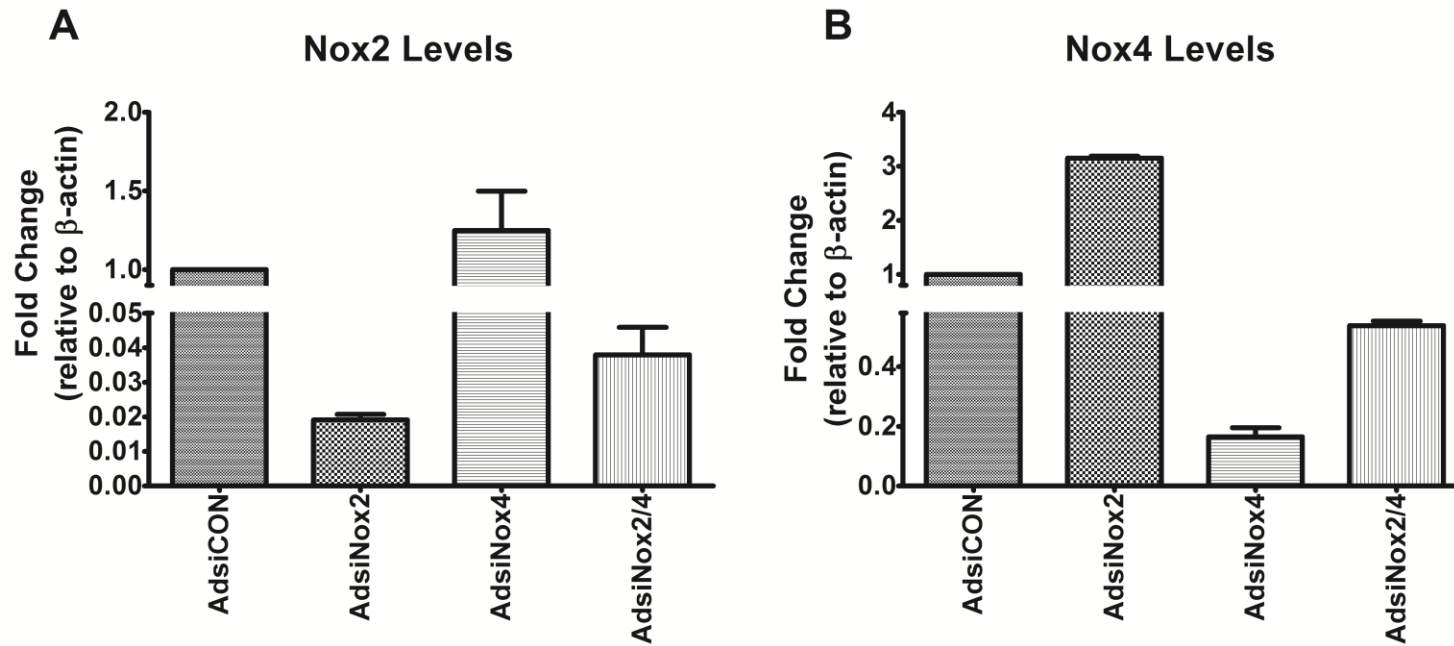 A
Nox2 Levels
Fold Change
(relative to β-actin)
2.0
1.5
1.0
0.05
0.04
0.03
0.02
0.01
0.00
AdsiCON
AdsiNox2
AdsiNox4
AdsiNox2/4
B
Nox4 Levels
Fold Change
(relative to β-actin)
4
3
2
1
0.4
0.2
0.0
AdsiCON
AdsiNox2
AdsiNox4
AdsiNox2/4